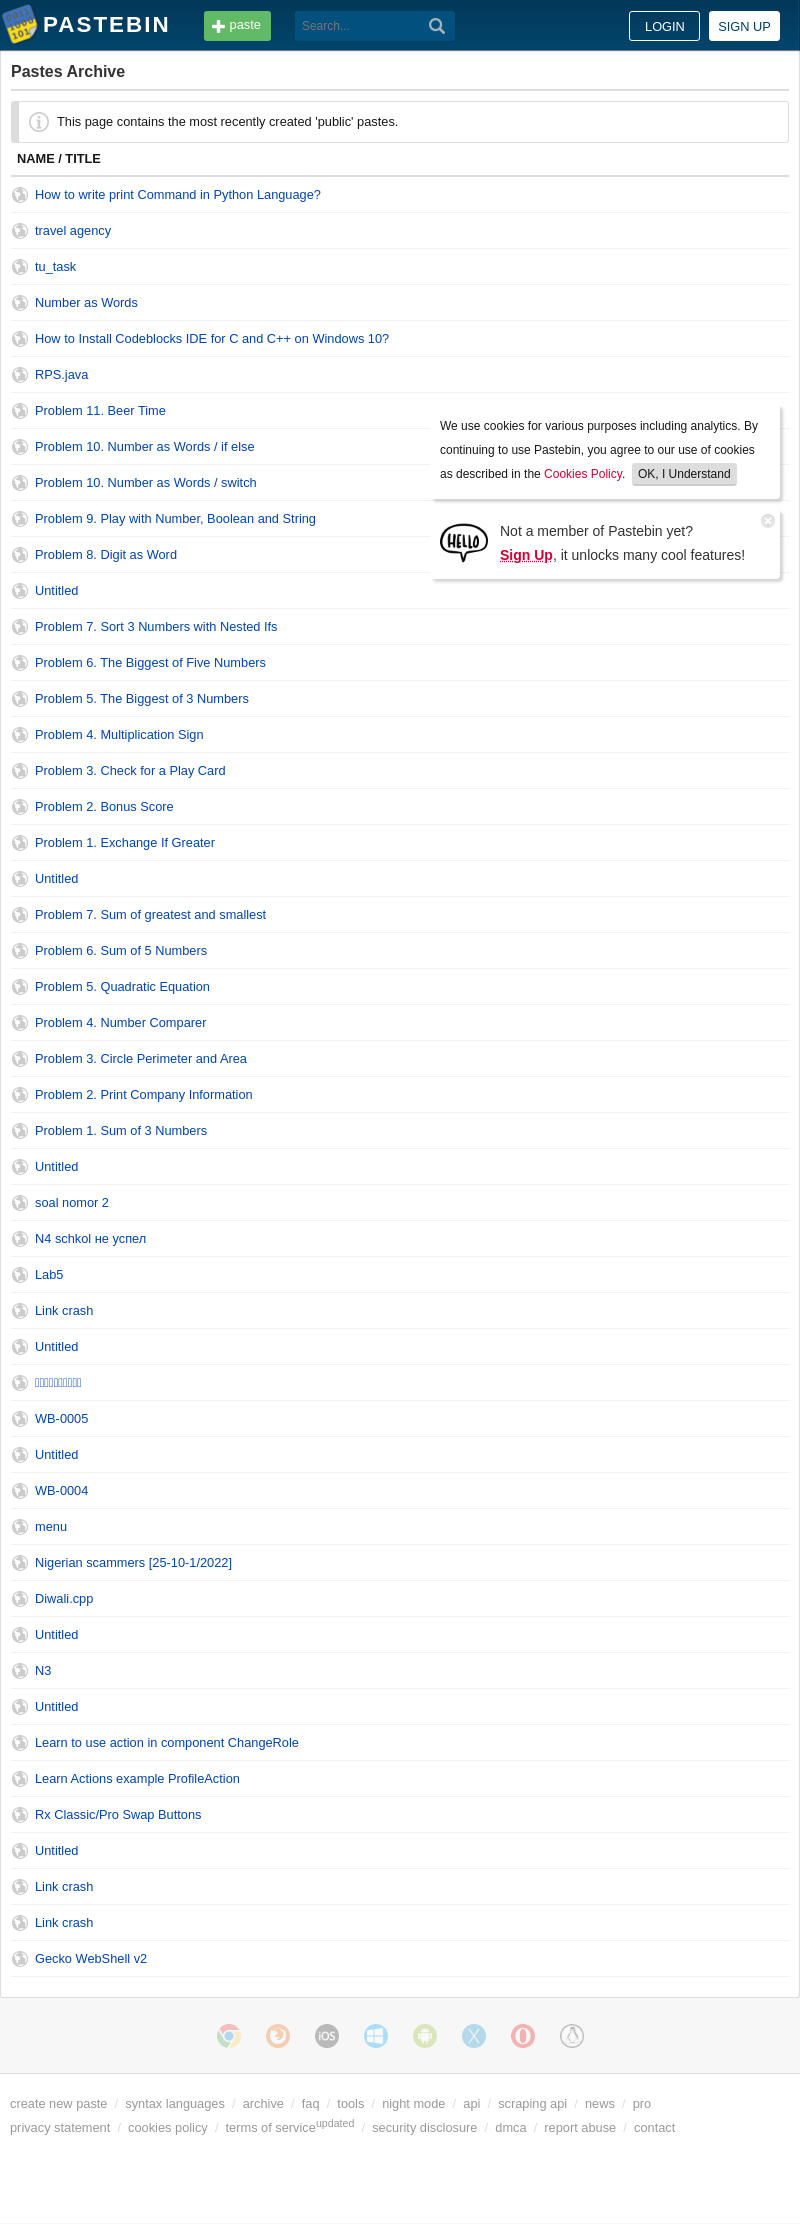 PASTEBIN
paste
Search...
LOGIN
SIGN UP
Pastes Archive
This page contains the most recently created 'public' pastes.
NAME / TITLE
How to write print Command in Python Language?
travel agency
tu_task
Number as Words
How to Install Codeblocks IDE for C and C++ on Windows 10?
RPS.java
Problem 11. Beer Time
Problem 10. Number as Words / if else
Problem 10. Number as Words / switch
Problem 9. Play with Number, Boolean and String
Problem 8. Digit as Word
We use cookies for various purposes including analytics. By
continuing to use Pastebin, you agree to our use of cookies
as described in the Cookies Policy. OK, I Understand
HELLO
Not a member of Pastebin yet?
Sign Up, it unlocks many cool features!
Untitled
Problem 7. Sort 3 Numbers with Nested Ifs
Problem 6. The Biggest of Five Numbers
Problem 5. The Biggest of 3 Numbers
Problem 4. Multiplication Sign
Problem 3. Check for a Play Card
Problem 2. Bonus Score
Problem 1. Exchange If Greater
Untitled
Problem 7. Sum of greatest and smallest
Problem 6. Sum of 5 Numbers
Problem 5. Quadratic Equation
Problem 4. Number Comparer
Problem 3. Circle Perimeter and Area
Problem 2. Print Company Information
Problem 1. Sum of 3 Numbers
Untitled
soal nomor 2
N4 schkol не успел
Lab5
Link crash
Untitled
WB-0005
Untitled
WB-0004
menu
Nigerian scammers [25-10-1/2022]
Diwali.cpp
Untitled
N3
Untitled
Learn to use action in component ChangeRole
Learn Actions example ProfileAction
Rx Classic/Pro Swap Buttons
Untitled
Link crash
Link crash
Gecko WebShell v2
iOS
create new paste / syntax languages / archive / faq / tools / night mode / api / scraping api / news / pro
privacy statement / cookies policy / terms of service updated / security disclosure / dmca / report abuse / contact